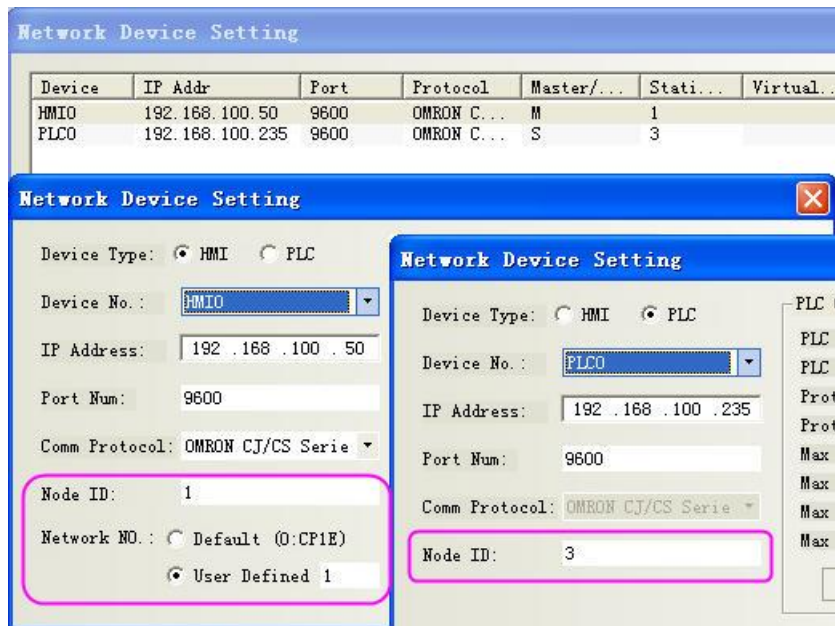 Network Device Setting
Device IP Addr Port Protocol Master/... Stati... Virtual..
HMI0 192.168.100.50 9600 OMRON C... M 1
PLC0 192.168.100.235 9600 OMRON C... S 3
Network Device Setting
Device Type: HMI PLC
Device No.: HMI0
IP Address: 192 .168 .100 . 50
Port Num: 9600
Comm Protocol: OMRON CJ/CS Serie
Node ID: 1
Network NO.: Default (0:CP1E)
User Defined 1
Network Device Setting
Device Type: HMI PLC
Device No.: PLC0
IP Address: 192 .168 .100 .235
Port Num: 9600
Comm Protocol: OMRON CJ/CS Serie
Node ID: 3
PLC
PLC
PLC
Prot
Prot
Max
Max
Max
Max